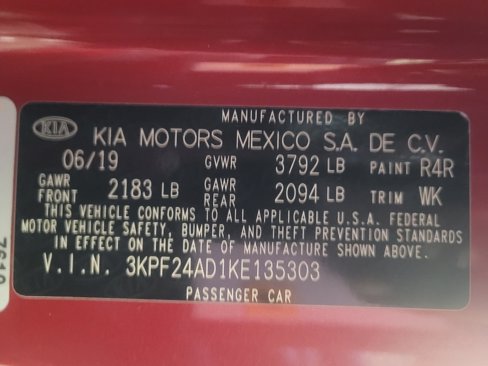 MANUFACTURED BY
KIA
KIA MOTORS MEXICO S.A. DE C.V.
06/19 GVWR 3792 LB PAINT R4R
GAWR FRONT 2183 LB GAWR REAR 2094 LB TRIM WK
THIS VEHICLE CONFORMS TO ALL APPLICABLE U.S.A. FEDERAL
MOTOR VEHICLE SAFETY, BUMPER, AND THEFT PREVENTION STANDARDS
IN EFFECT ON THE DATE OF MANUFACTURE SHOWN ABOVE.
V.I.N. 3KPF24AD1KE135303
PASSENGER CAR